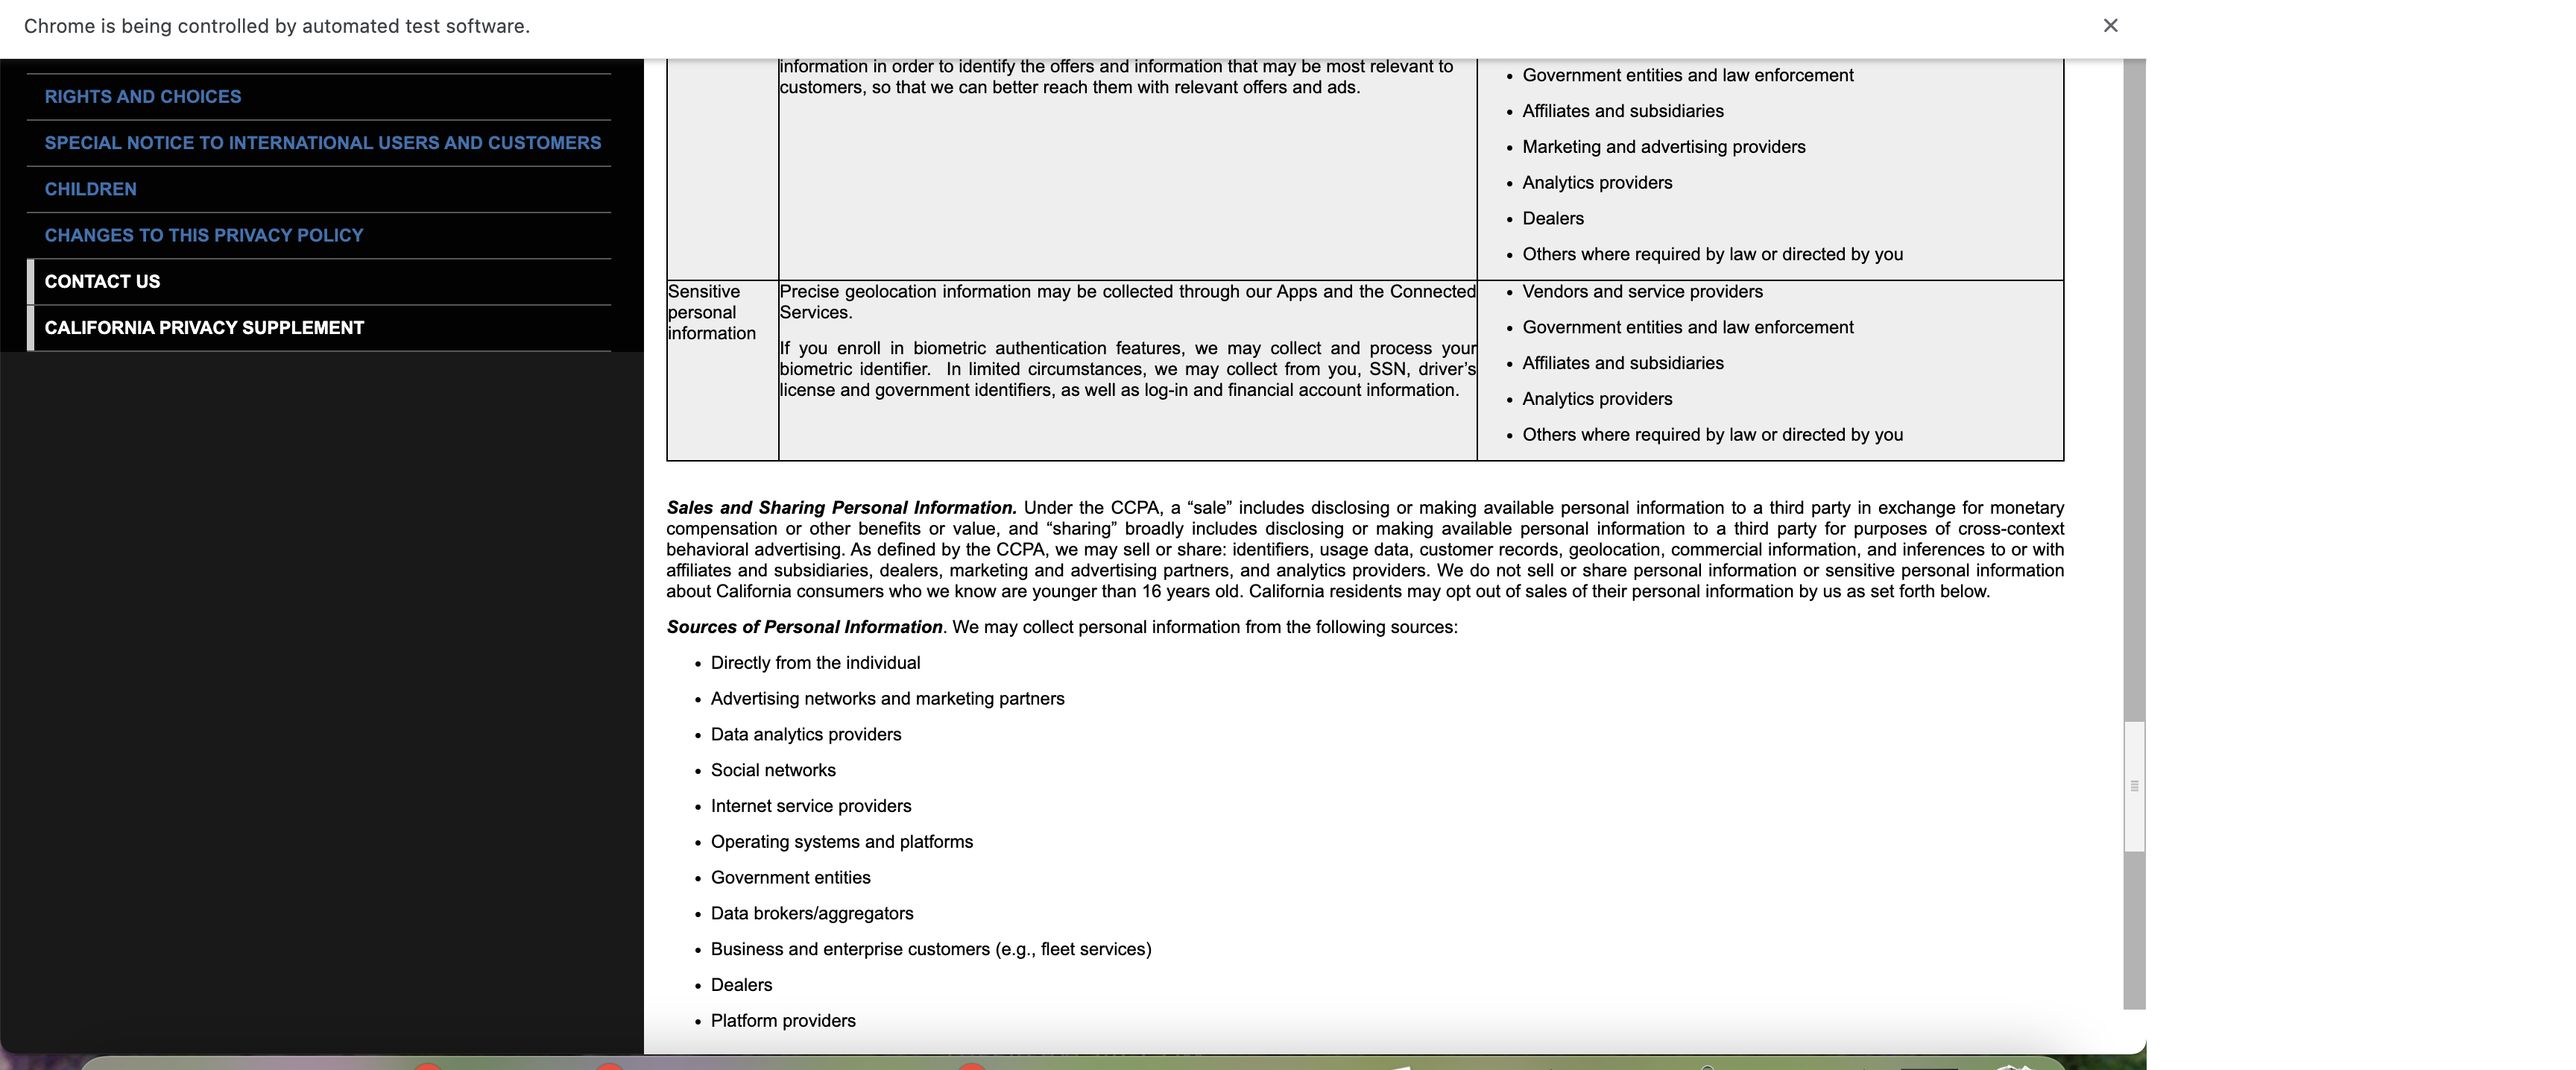 Chrome is being controlled by automated test software.
RIGHTS AND CHOICES
SPECIAL NOTICE TO INTERNATIONAL USERS AND CUSTOMERS
CHILDREN
CHANGES TO THIS PRIVACY POLICY
CONTACT US
CALIFORNIA PRIVACY SUPPLEMENT
information in order to identify the offers and information that may be most relevant to
customers, so that we can better reach them with relevant offers and ads.
• Government entities and law enforcement
• Affiliates and subsidiaries
• Marketing and advertising providers
• Analytics providers
• Dealers
• Others where required by law or directed by you
Sensitive
personal
information
Precise geolocation information may be collected through our Apps and the Connected
Services.
If you enroll in biometric authentication features, we may collect and process your
biometric identifier. In limited circumstances, we may collect from you, SSN, driver’s
license and government identifiers, as well as log-in and financial account information.
• Vendors and service providers
• Government entities and law enforcement
• Affiliates and subsidiaries
• Analytics providers
• Others where required by law or directed by you
Sales and Sharing Personal Information. Under the CCPA, a “sale” includes disclosing or making available personal information to a third party in exchange for monetary
compensation or other benefits or value, and “sharing” broadly includes disclosing or making available personal information to a third party for purposes of cross-context
behavioral advertising. As defined by the CCPA, we may sell or share: identifiers, usage data, customer records, geolocation, commercial information, and inferences to or with
affiliates and subsidiaries, dealers, marketing and advertising partners, and analytics providers. We do not sell or share personal information or sensitive personal information
about California consumers who we know are younger than 16 years old. California residents may opt out of sales of their personal information by us as set forth below.
Sources of Personal Information. We may collect personal information from the following sources:
• Directly from the individual
• Advertising networks and marketing partners
• Data analytics providers
• Social networks
• Internet service providers
• Operating systems and platforms
• Government entities
• Data brokers/aggregators
• Business and enterprise customers (e.g., fleet services)
• Dealers
• Platform providers